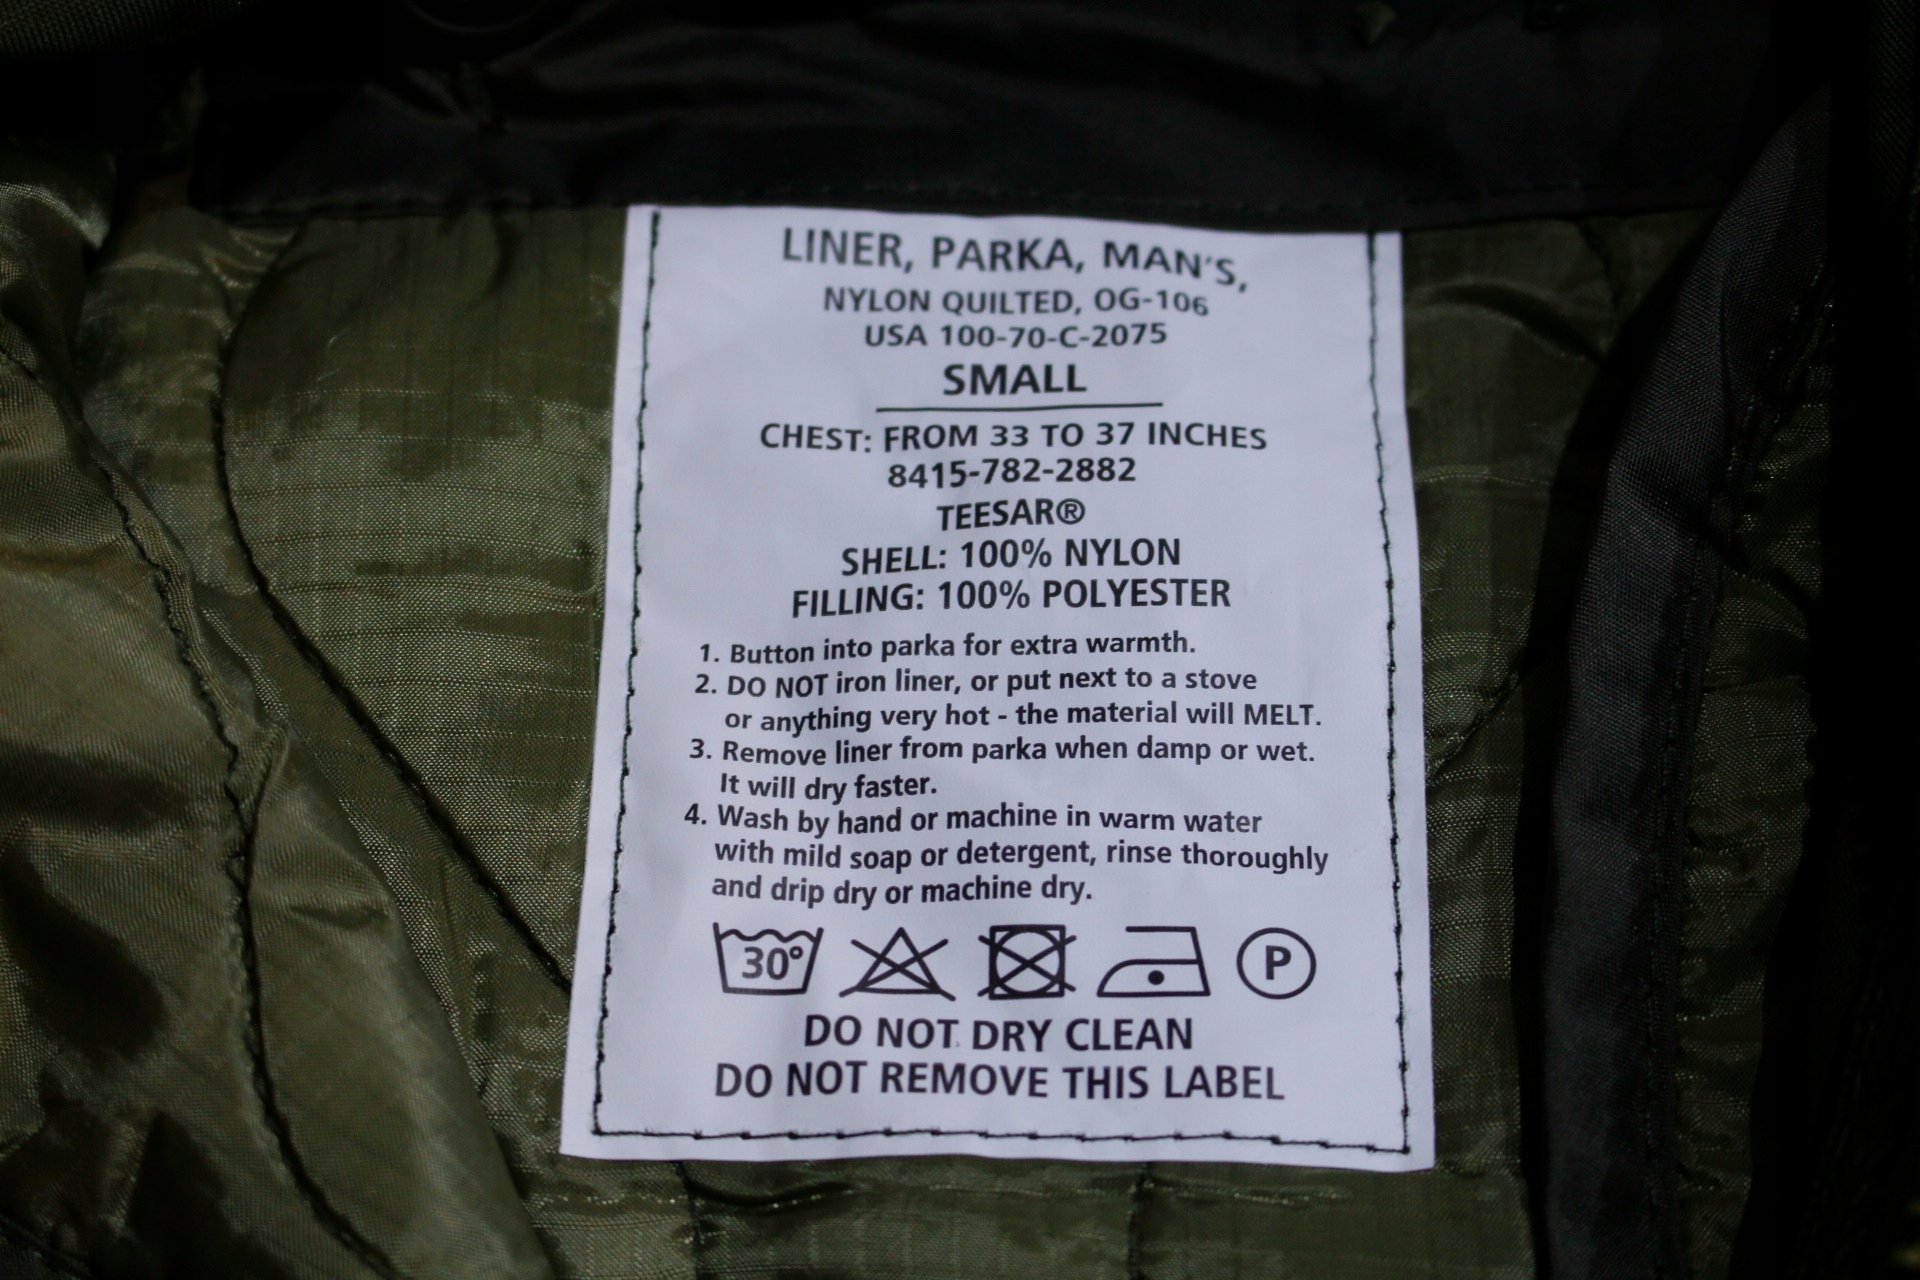 LINER, PARKA, MAN'S,
NYLON QUILTED, OG-106
USA 100-70-C-2075
SMALL
CHEST: FROM 33 TO 37 INCHES
8415-782-2882
TEESAR®
SHELL: 100% NYLON
FILLING: 100% POLYESTER
1. Button into parka for extra warmth.
2. DO NOT iron liner, or put next to a stove
or anything very hot - the material will MELT.
3. Remove liner from parka when damp or wet.
It will dry faster.
4. Wash by hand or machine in warm water
with mild soap or detergent, rinse thoroughly
and drip dry or machine dry.
30° P
DO NOT DRY CLEAN
DO NOT REMOVE THIS LABEL